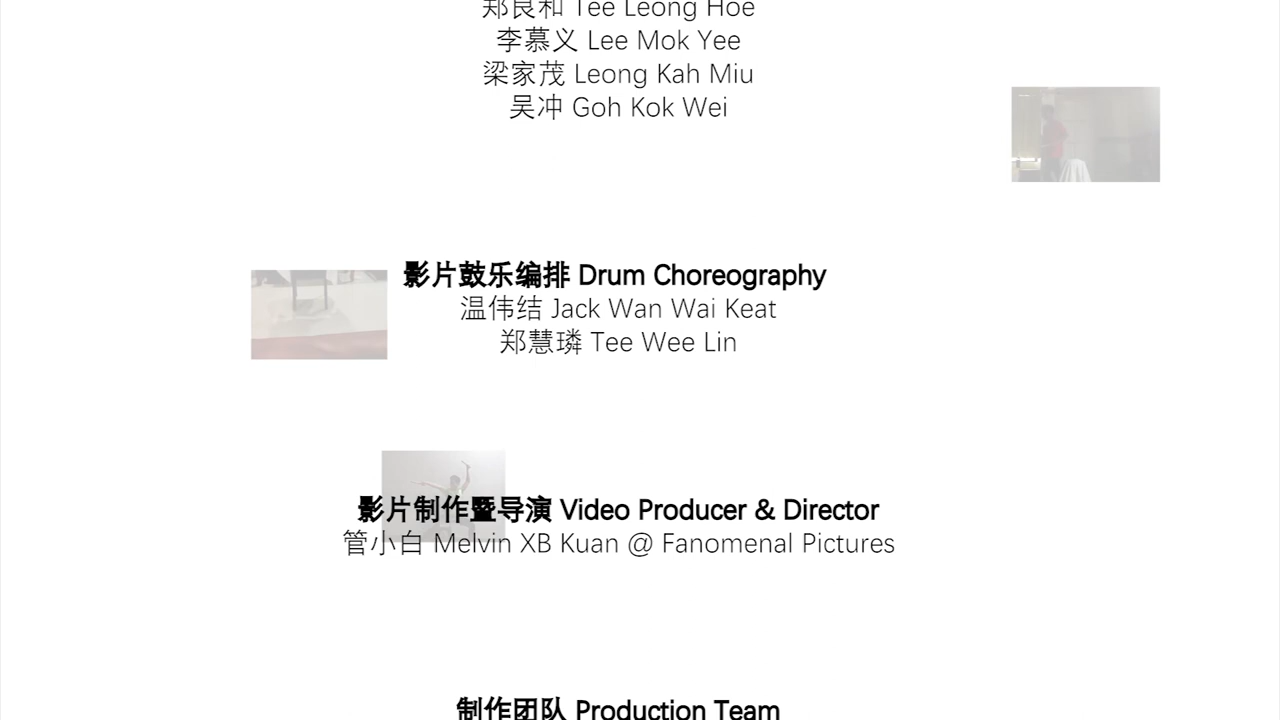 郑良和 Tee Leong Hoe
李慕义 Lee Mok Yee
梁家茂 Leong Kah Miu
吴冲 Goh Kok Wei
影片鼓乐编排 Drum Choreography
温伟结 Jack Wan Wai Keat
郑慧璘 Tee Wee Lin
影片制作暨导演 Video Producer & Director
管小白 Melvin XB Kuan @ Fanomenal Pictures
制作团队 Production Team